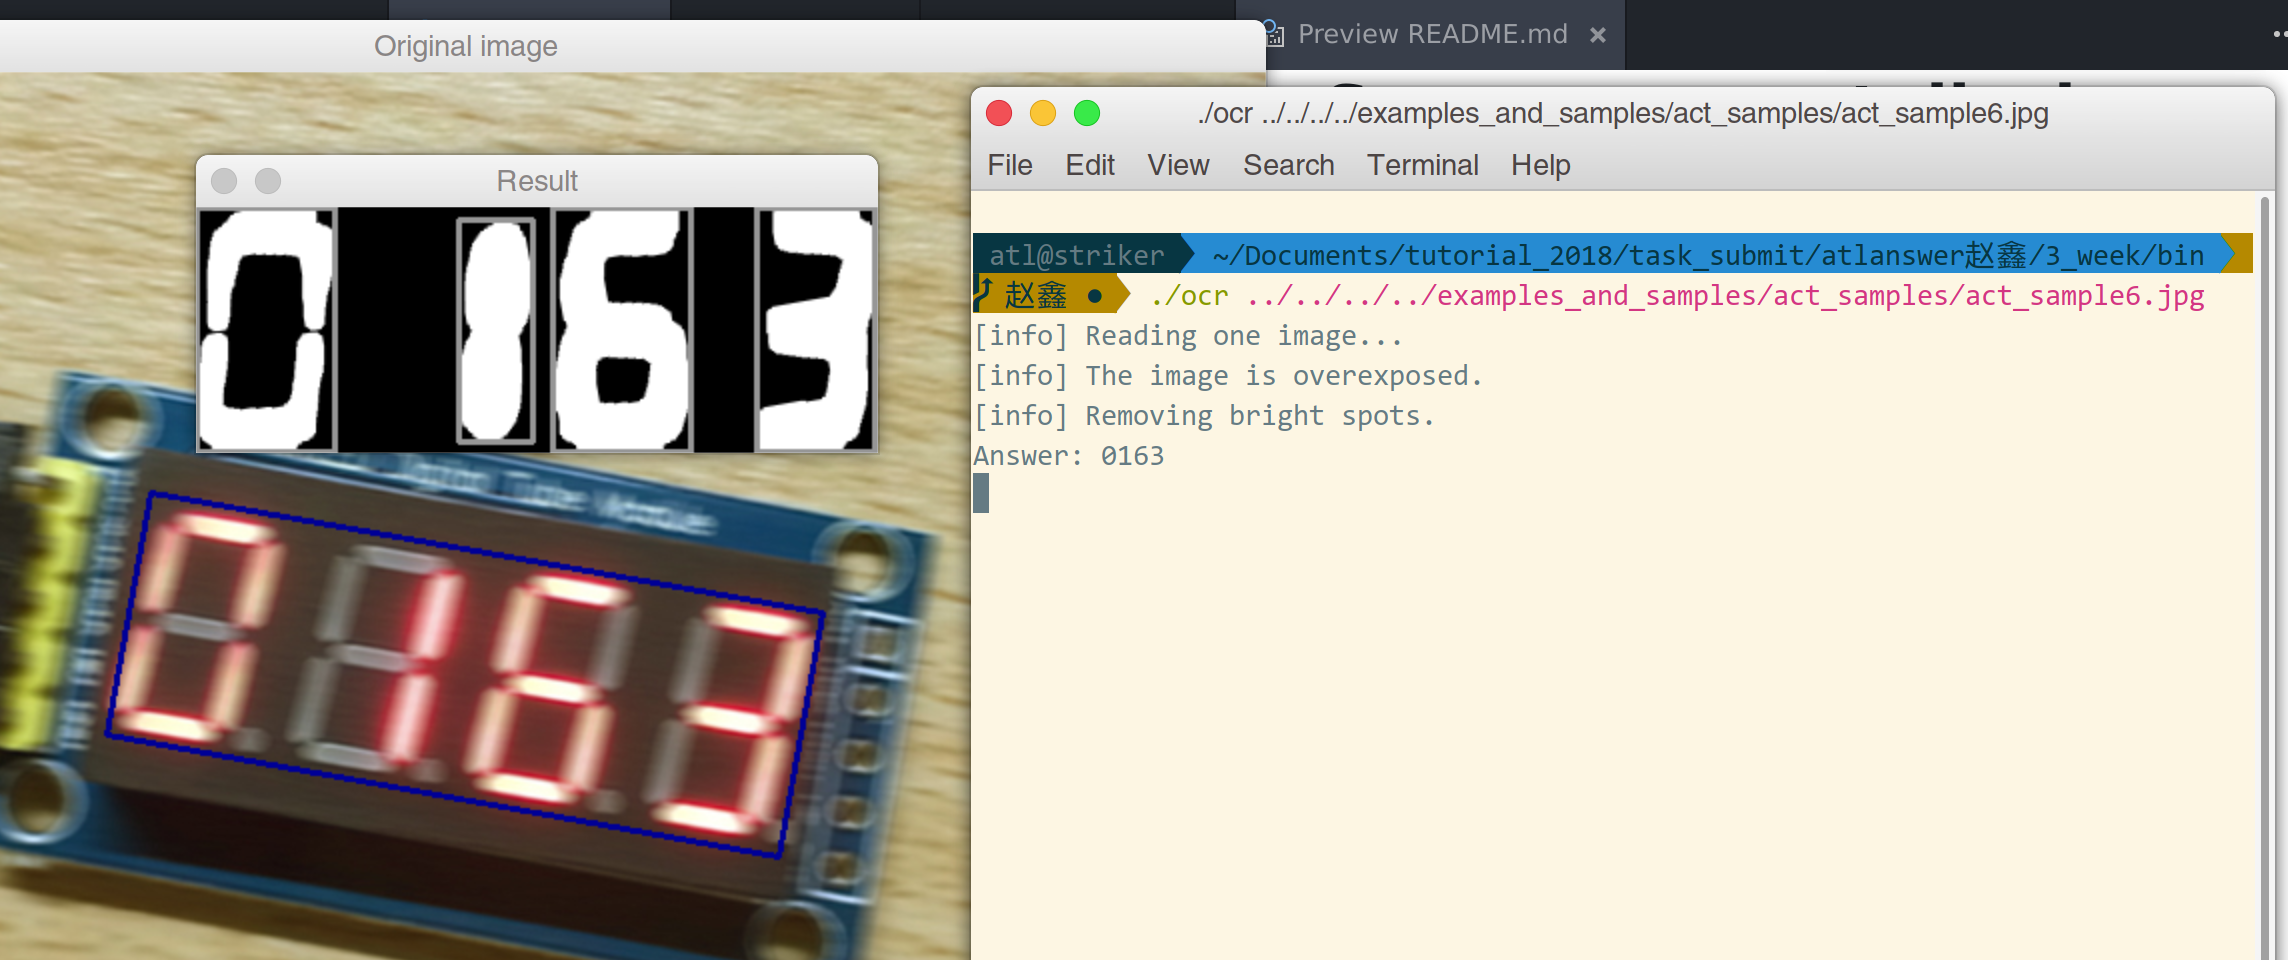 Preview README.md
Original image
./ocr ../../../../examples_and_samples/act_samples/act_sample6.jpg
File Edit View Search Terminal Help
Result
0163
atl@striker ~/Documents/tutorial_2018/task_submit/atlanswer赵鑫/3_week/bin
赵鑫 ● ./ocr ../../../../examples_and_samples/act_samples/act_sample6.jpg
[info] Reading one image...
[info] The image is overexposed.
[info] Removing bright spots.
Answer: 0163
0163